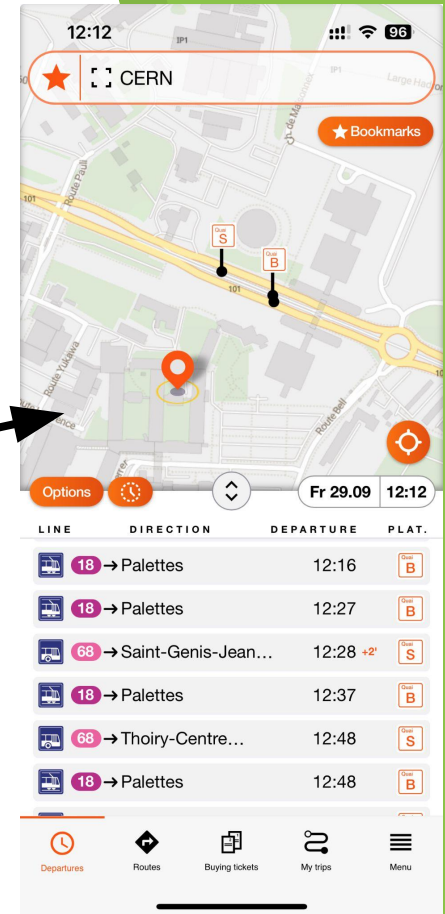 12:12 96
IP1
CERN
IP1
Bookmarks
Route Pauli
101
Quai S
Quai B
101
Route Yukawa
Route Bell
Options Fr 29.09 12:12
LINE DIRECTION DEPARTURE PLAT.
18 → Palettes 12:16 Quai B
18 → Palettes 12:27 Quai B
68 → Saint-Genis-Jean… 12:28 +2' Quai S
18 → Palettes 12:37 Quai B
68 → Thoiry-Centre… 12:48 Quai S
18 → Palettes 12:48 Quai B
Departures Routes Buying tickets My trips Menu